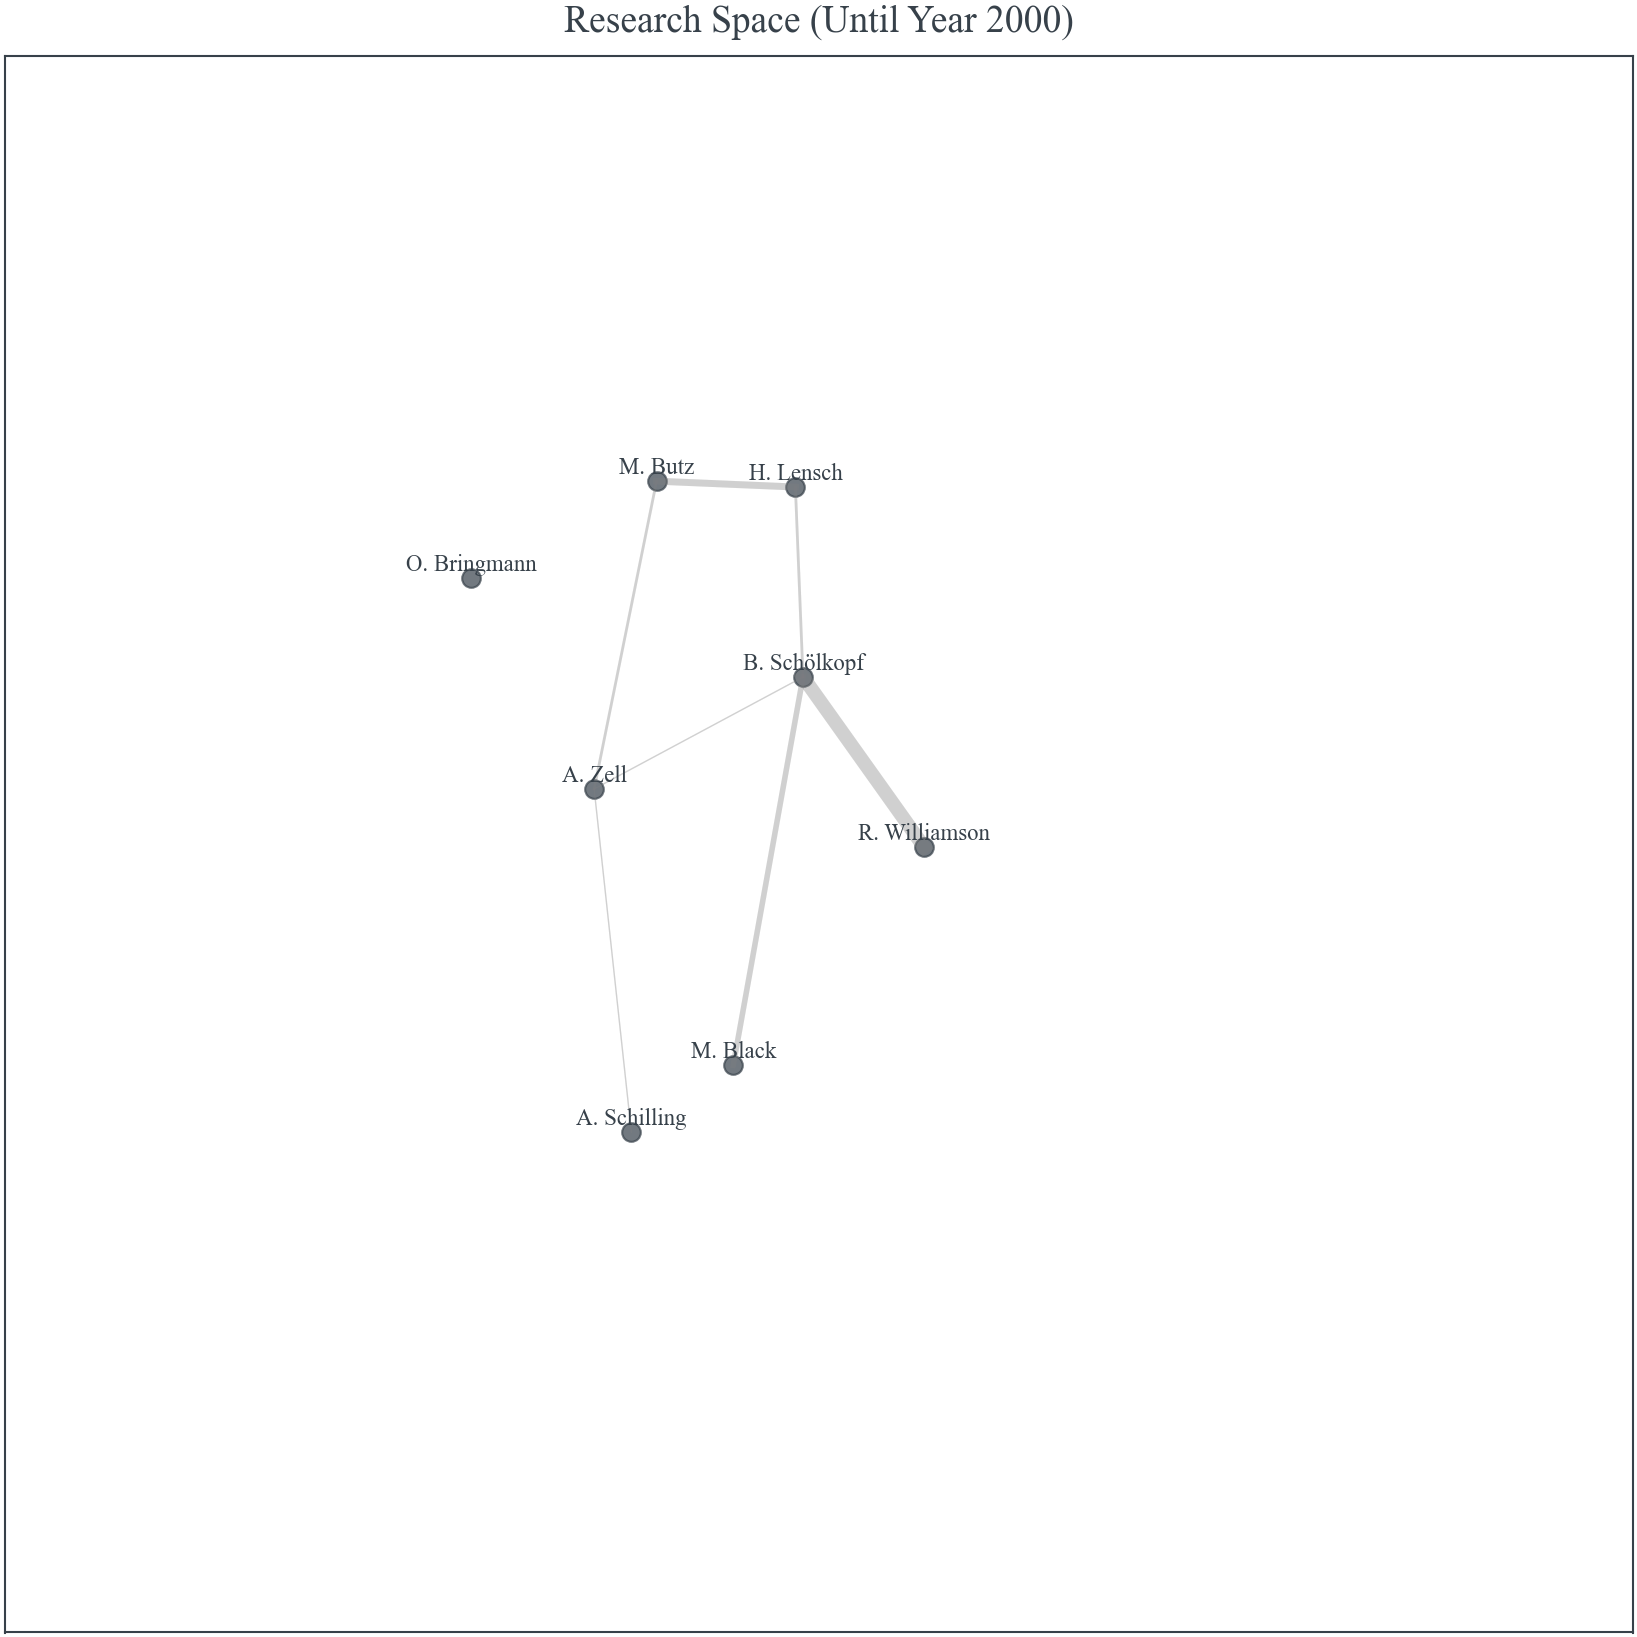 Research Space (Until Year 2000)
M. Butz
H. Lensch
O. Bringmann
B. Schölkopf
A. Zell
R. Williamson
M. Black
A. Schilling